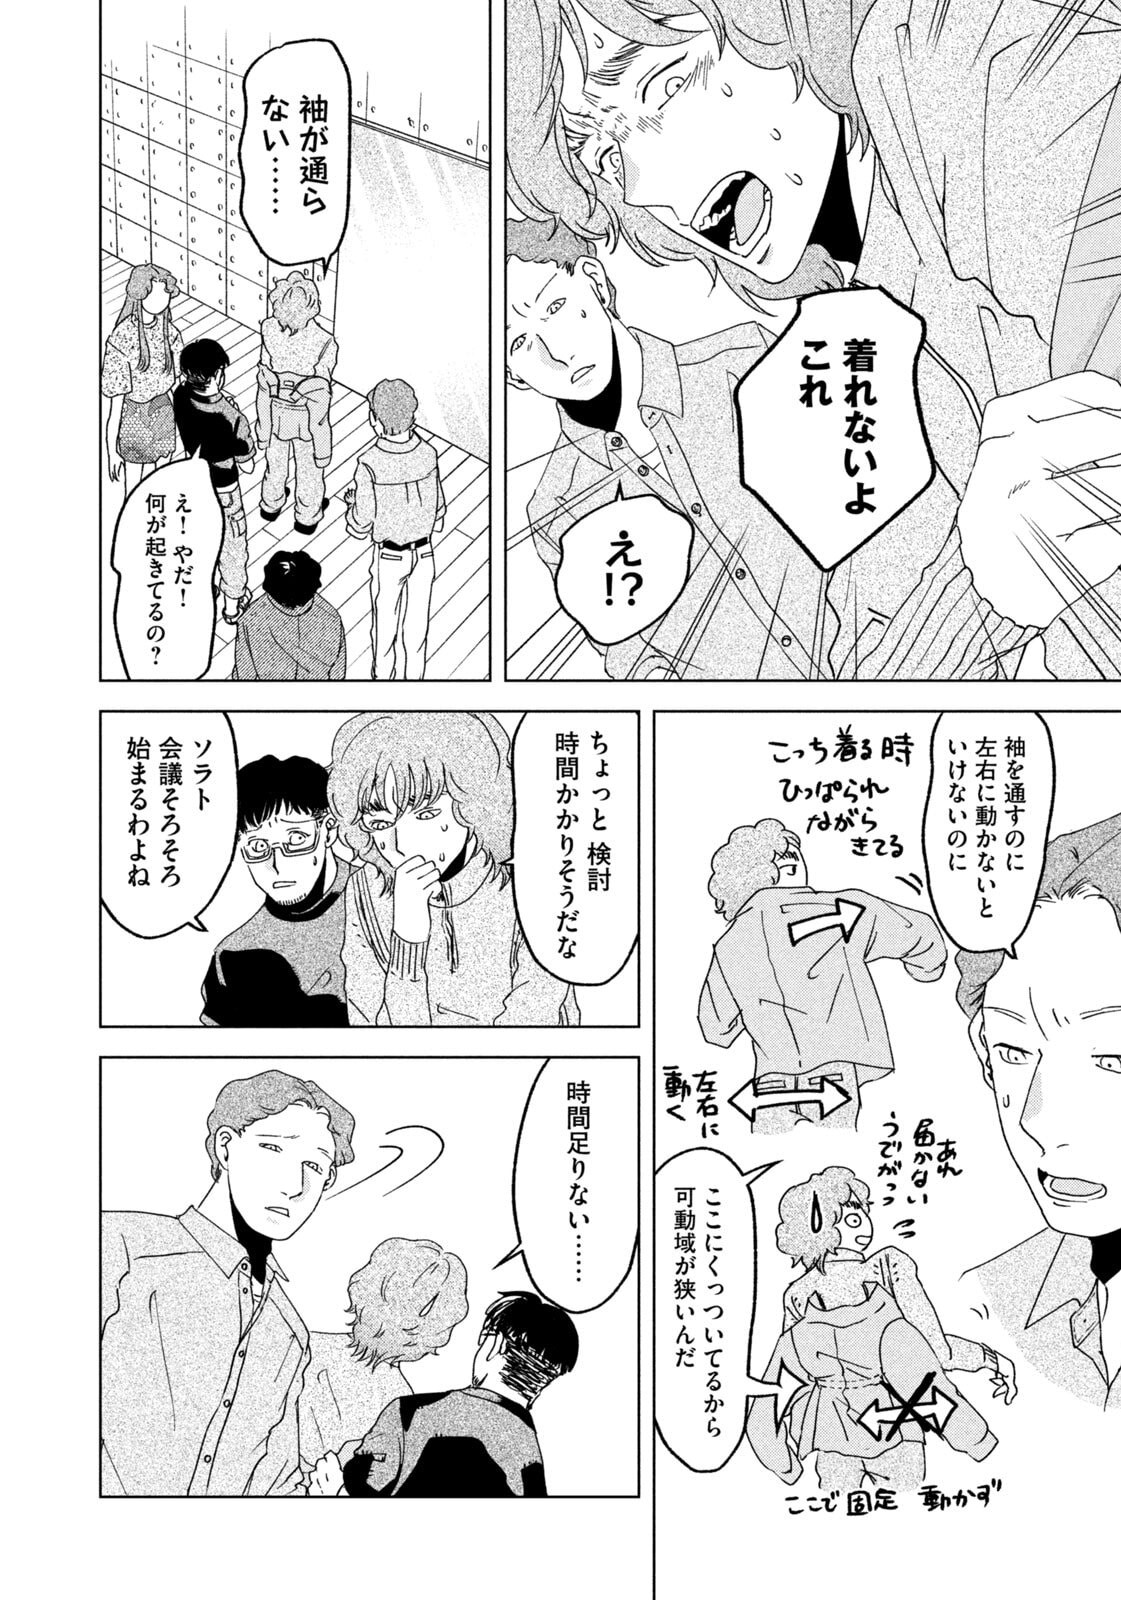 着れないよ
これ
え!?
袖が通ら
ない……
え！やだ！
何が起きてるの？
袖を通すのに
左右に動かないと
いけないのに
こっち着る時
ひっぱられ
ながら
きてる
左右に
動く
あれ
届かない
うでがっっ
ここにくっついてるから
可動域が狭いんだ
ここで固定 動かず
ちょっと検討
時間かかりそうだな
ソラト
会議そろそろ
始まるわよね
時間足りない……